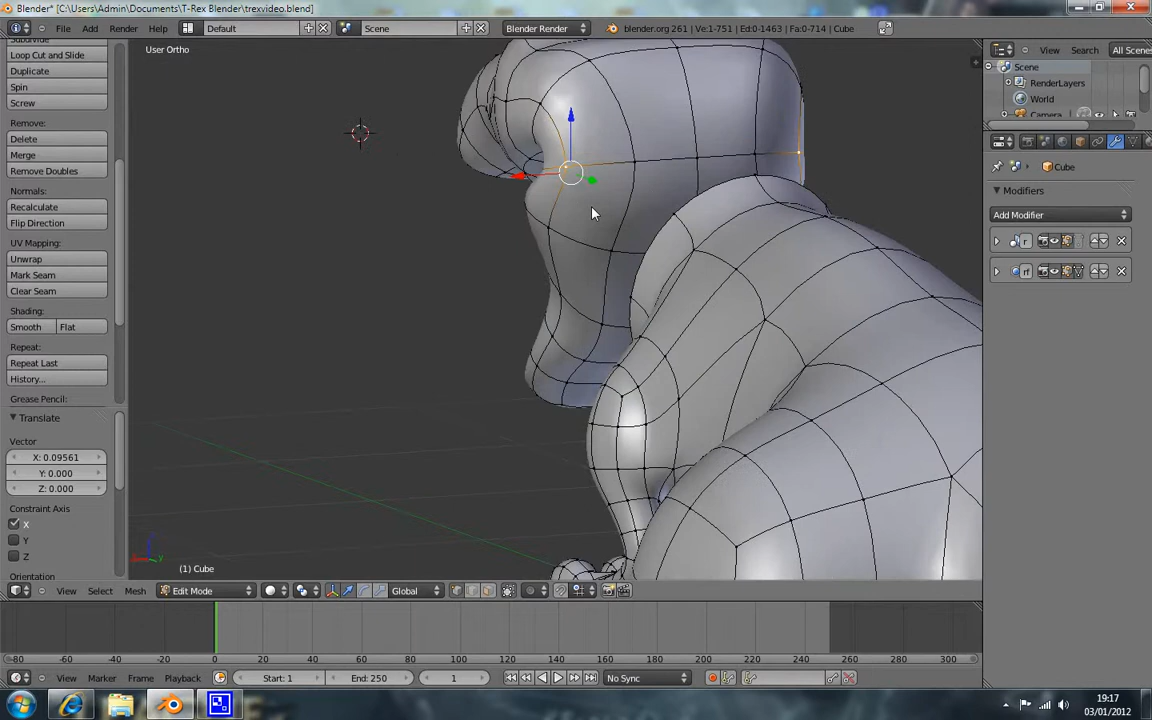 Blender* [C:\Users\Admin\Documents\T-Rex Blender\trexvideo.blend]
File Add Render Help Default Scene Blender Render blender.org 261 | Ve:1-751 | Ed:0-1463 | Fa:0-714 | Cube
Subdivide
Loop Cut and Slide
Duplicate
Spin
Screw
Remove:
Delete
Merge
Remove Doubles
Normals:
Recalculate
Flip Direction
UV Mapping:
Unwrap
Mark Seam
Clear Seam
Shading:
Smooth Flat
Repeat:
Repeat Last
History...
Grease Pencil:
Translate
Vector
X: 0.09561
Y: 0.000
Z: 0.000
Constraint Axis
X
Y
Z
Orientation
User Ortho
(1) Cube
View Search All Scenes
Scene
RenderLayers
World
Camera
Cube
Modifiers
Add Modifier
View Select Mesh Edit Mode Global
-80 -60 -40 -20 0 20 40 60 80 100 120 140 160 180 200 220 240 260 280 300
View Marker Frame Playback Start: 1 End: 250 1 No Sync
19:17
03/01/2012